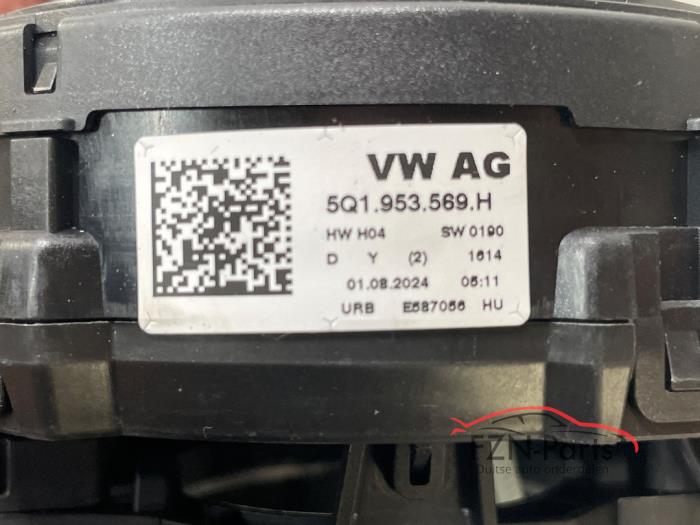 VW AG
5Q1.953.569.H
HW H04 SW 0190
D Y (2) 1614
01.08.2024 05:11
URB E587056 HU
FZN-Parts
Duitse auto onderdelen